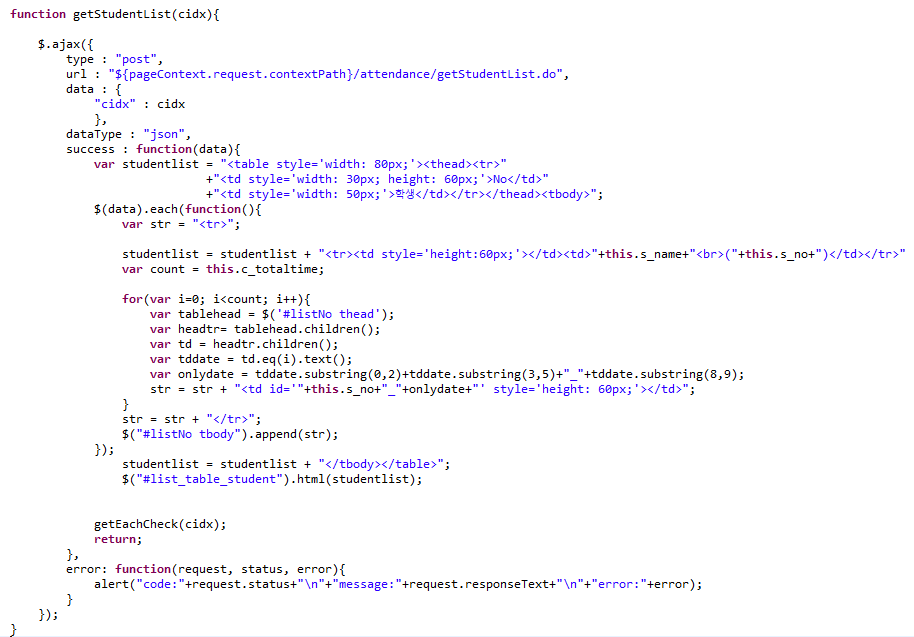 function getStudentList(cidx){
$.ajax({
type : "post",
url : "${pageContext.request.contextPath}/attendance/getStudentList.do",
data : {
"cidx" : cidx
},
dataType : "json",
success : function(data){
var studentlist = "<table style='width: 80px;'><thead><tr>"
+"<td style='width: 30px; height: 60px;'>No</td>"
+"<td style='width: 50px;'>학생</td></tr></thead><tbody>";
$(data).each(function(){
var str = "<tr>";
studentlist = studentlist + "<tr><td style='height:60px;'></td><td>"+this.s_name+"<br>("+this.s_no+")</td></tr>"
var count = this.c_totaltime;
for(var i=0; i<count; i++){
var tablehead = $('#listNo thead');
var headtr= tablehead.children();
var td = headtr.children();
var tddate = td.eq(i).text();
var onlydate = tddate.substring(0,2)+tddate.substring(3,5)+"_"+tddate.substring(8,9);
str = str + "<td id='"+this.s_no+"_"+onlydate+"' style='height: 60px;'></td>";
}
str = str + "</tr>";
$("#listNo tbody").append(str);
});
studentlist = studentlist + "</tbody></table>";
$("#list_table_student").html(studentlist);
getEachCheck(cidx);
return;
},
error: function(request, status, error){
alert("code:"+request.status+"\n"+"message:"+request.responseText+"\n"+"error:"+error);
}
});
}